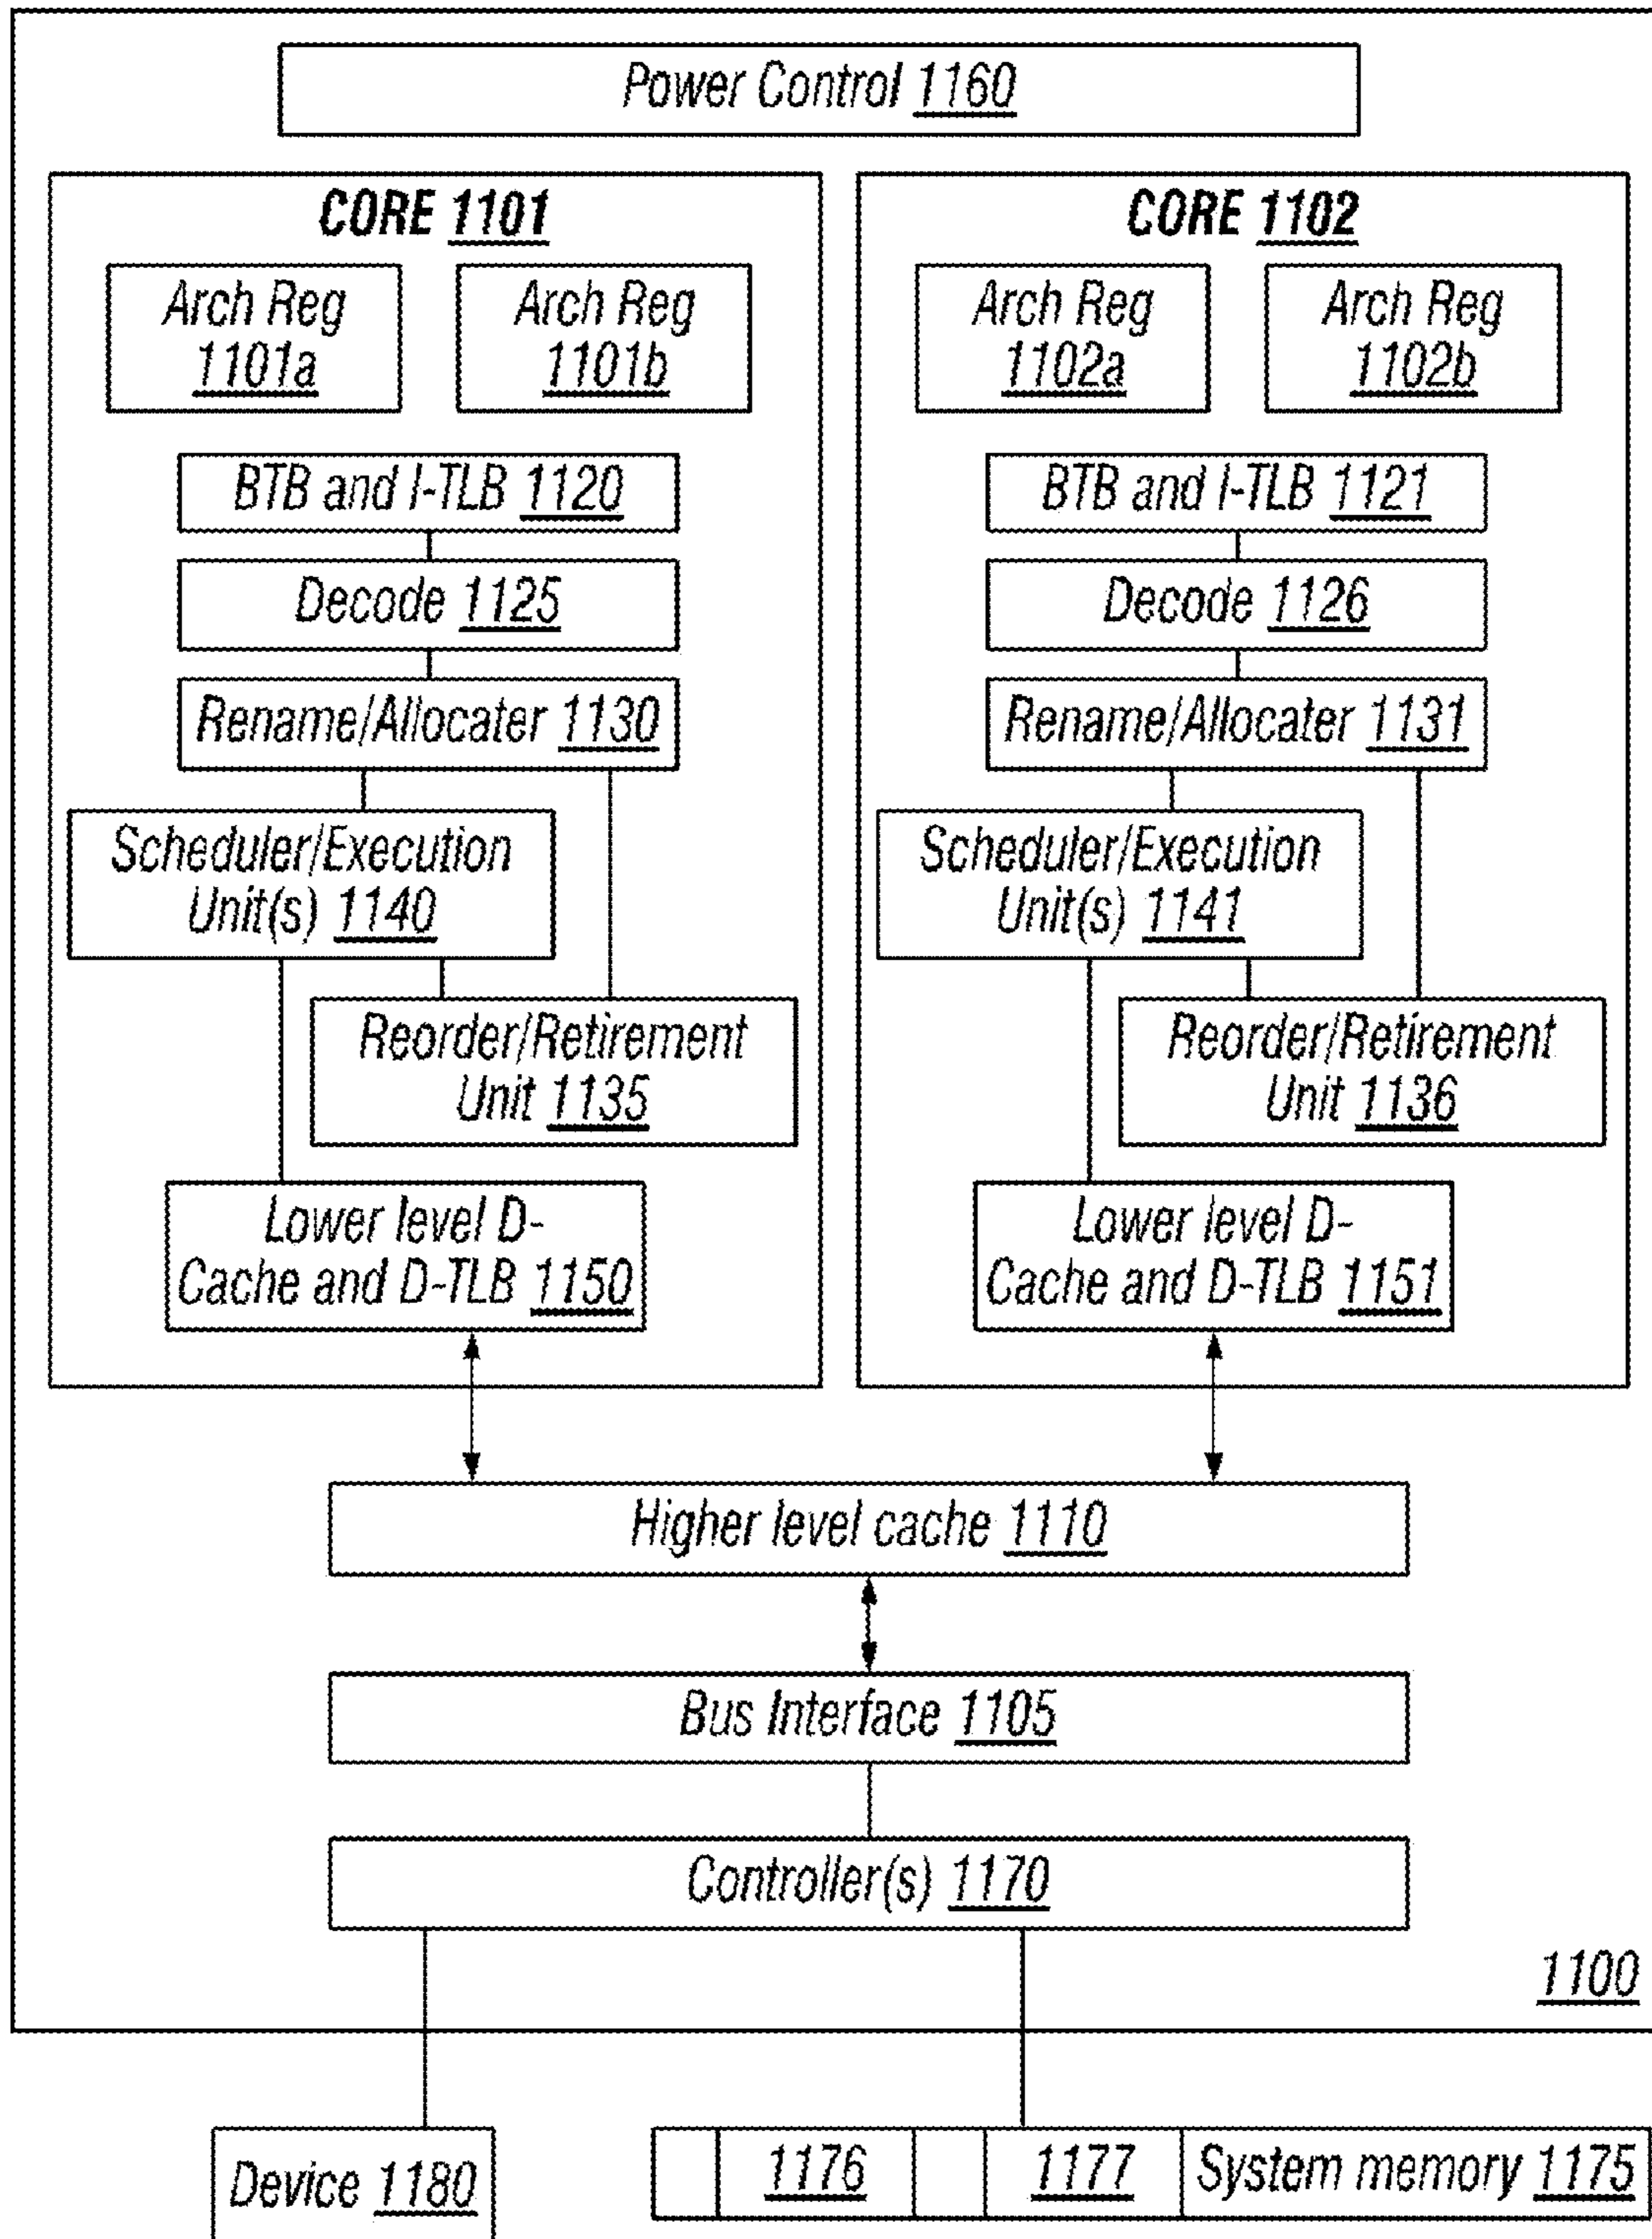 Power Control 1160
CORE 1101
Arch Reg
1101a
Arch Reg
1101b
BTB and I-TLB 1120
Decode 1125
Rename/Allocater 1130
Scheduler/Execution
Unit(s) 1140
Reorder/Retirement
Unit 1135
Lower level D-
Cache and D-TLB 1150
CORE 1102
Arch Reg
1102a
Arch Reg
1102b
BTB and I-TLB 1121
Decode 1126
Rename/Allocater 1131
Scheduler/Execution
Unit(s) 1141
Reorder/Retirement
Unit 1136
Lower level D-
Cache and D-TLB 1151
Higher level cache 1110
Bus Interface 1105
Controller(s) 1170
1100
Device 1180
1176
1177
System memory 1175